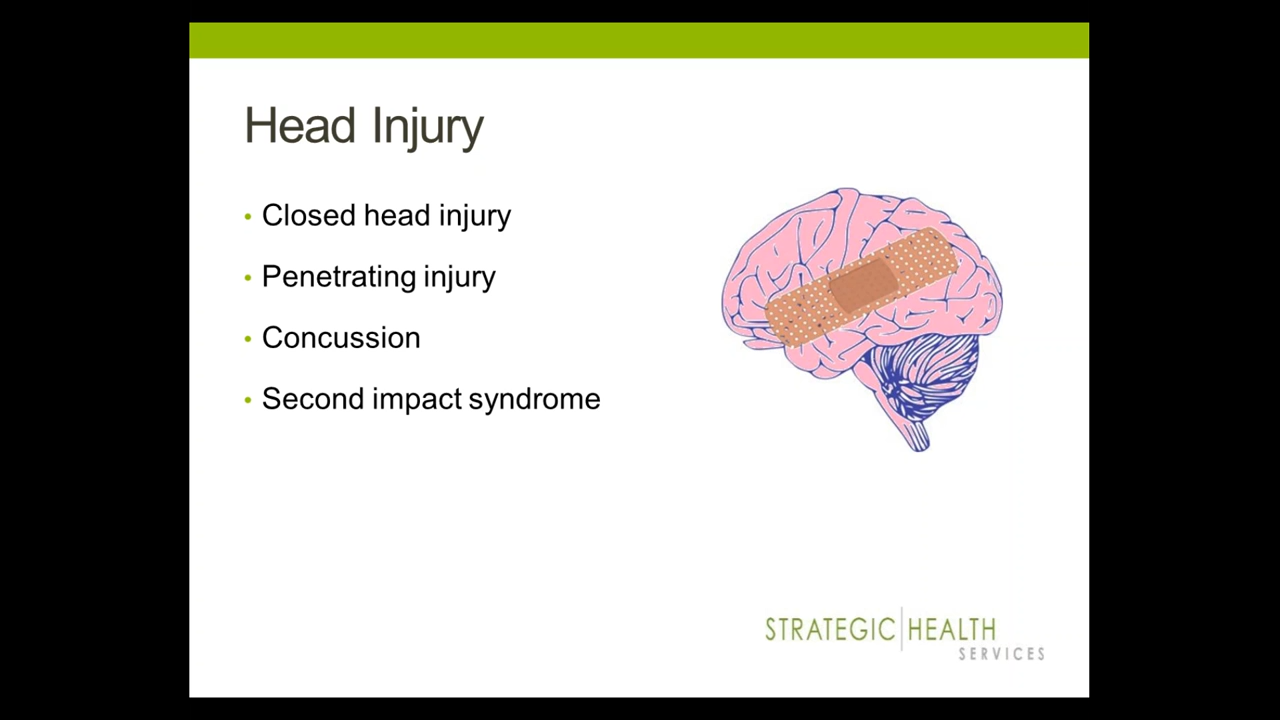 Head Injury
• Closed head injury
• Penetrating injury
• Concussion
• Second impact syndrome
STRATEGIC HEALTH
SERVICES